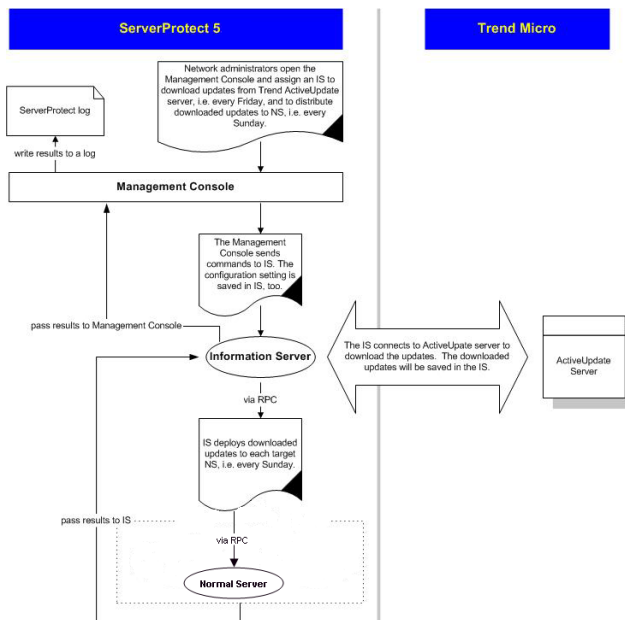 ServerProtect 5
Trend Micro
Network administrators open the
Management Console and assign an IS to
download updates from Trend ActiveUpdate
server, i.e. every Friday, and to distribute
downloaded updates to NS, i.e. every
Sunday.
ServerProtect log
write results to a log
Management Console
The Management
Console sends
commands to IS. The
configuration setting is
saved in IS, too.
pass results to Management Console
Information Server
The IS connects to ActiveUpate server to
download the updates. The downloaded
updates will be saved in the IS.
ActiveUpdate
Server
via RPC
IS deploys downloaded
updates to each target
NS, i.e. every Sunday.
pass results to IS
via RPC
Normal Server